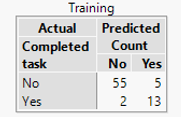 Training
Actual Predicted
Completed Count
task No Yes
No 55 5
Yes 2 13